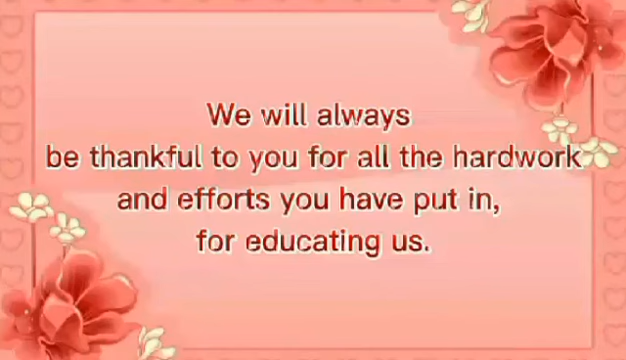 We will always
be thankful to you for all the hardwork
and efforts you have put in,
for educating us.